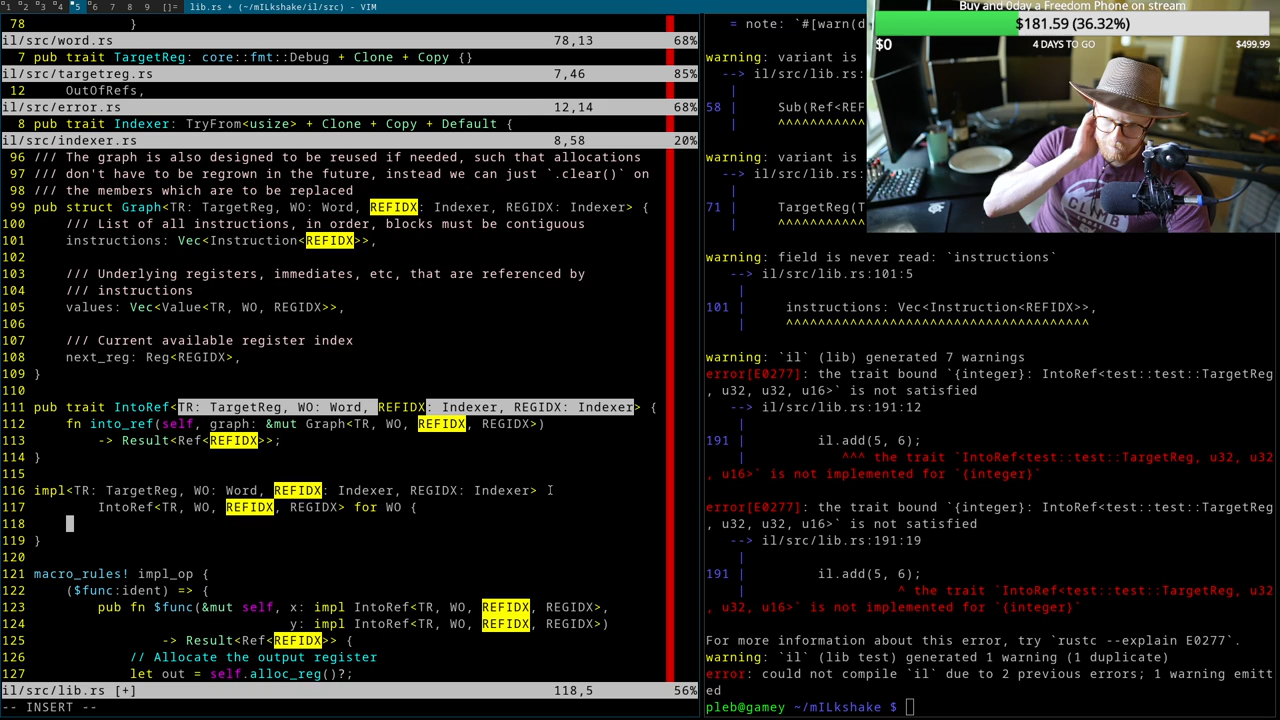 1 2 3 4 5 6 7 8 9 []= lib.rs + (~/mILkshake/il/src) - VIM
78 }
il/src/word.rs 78,13 68%
7 pub trait TargetReg: core::fmt::Debug + Clone + Copy {}
il/src/targetreg.rs 7,46 85%
12 OutOfRefs,
il/src/error.rs 12,14 68%
8 pub trait Indexer: TryFrom<usize> + Clone + Copy + Default {
il/src/indexer.rs 8,58 20%
96 /// The graph is also designed to be reused if needed, such that allocations
97 /// don't have to be regrown in the future, instead we can just `.clear()` on
98 /// the members which are to be replaced
99 pub struct Graph<TR: TargetReg, WO: Word, REFIDX: Indexer, REGIDX: Indexer> {
100 /// List of all instructions, in order, blocks must be contiguous
101 instructions: Vec<Instruction<REFIDX>>,
102
103 /// Underlying registers, immediates, etc, that are referenced by
104 /// instructions
105 values: Vec<Value<TR, WO, REGIDX>>,
106
107 /// Current available register index
108 next_reg: Reg<REGIDX>,
109 }
110
111 pub trait IntoRef<TR: TargetReg, WO: Word, REFIDX: Indexer, REGIDX: Indexer> {
112 fn into_ref(self, graph: &mut Graph<TR, WO, REFIDX, REGIDX>)
113 -> Result<Ref<REFIDX>>;
114 }
115
116 impl<TR: TargetReg, WO: Word, REFIDX: Indexer, REGIDX: Indexer>
117 IntoRef<TR, WO, REFIDX, REGIDX> for WO {
118
119 }
120
121 macro_rules! impl_op {
122 ($func:ident) => {
123 pub fn $func(&mut self, x: impl IntoRef<TR, WO, REFIDX, REGIDX>,
124 y: impl IntoRef<TR, WO, REFIDX, REGIDX>)
125 -> Result<Ref<REFIDX>> {
126 // Allocate the output register
127 let out = self.alloc_reg()?;
il/src/lib.rs [+] 118,5 56%
-- INSERT --
= note: `#[warn(d
warning: variant is
--> il/src/lib.rs:
|
58 | Sub(Ref<REF
| ^^^^^^^^^^^
warning: variant is
--> il/src/lib.rs:
|
71 | TargetReg(T
| ^^^^^^^^^^^
warning: field is never read: `instructions`
--> il/src/lib.rs:101:5
|
101 | instructions: Vec<Instruction<REFIDX>>,
| ^^^^^^^^^^^^^^^^^^^^^^^^^^^^^^^^^^^^^^
warning: `il` (lib) generated 7 warnings
error[E0277]: the trait bound `{integer}: IntoRef<test::test::TargetReg
, u32, u32, u16>` is not satisfied
--> il/src/lib.rs:191:12
|
191 | il.add(5, 6);
| ^^^ the trait `IntoRef<test::test::TargetReg, u32, u32
, u16>` is not implemented for `{integer}`
error[E0277]: the trait bound `{integer}: IntoRef<test::test::TargetReg
, u32, u32, u16>` is not satisfied
--> il/src/lib.rs:191:19
|
191 | il.add(5, 6);
| ^ the trait `IntoRef<test::test::TargetReg,
u32, u32, u16>` is not implemented for `{integer}`
For more information about this error, try `rustc --explain E0277`.
warning: `il` (lib test) generated 1 warning (1 duplicate)
error: could not compile `il` due to 2 previous errors; 1 warning emitt
ed
pleb@gamey ~/mILkshake $
Buy and 0day a Freedom Phone on stream
$181.59 (36.32%)
$0 4 DAYS TO GO $499.99
CLIMB